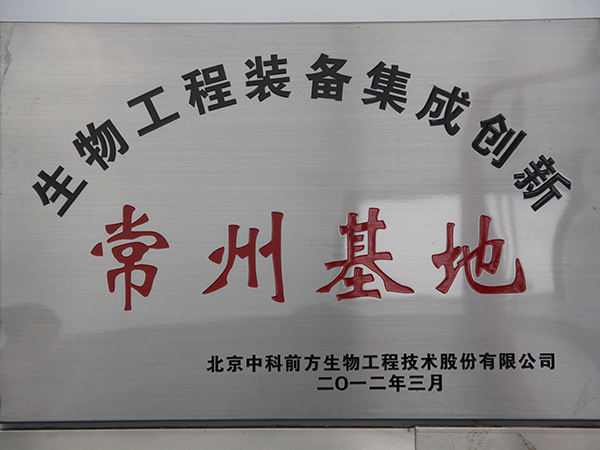 生物工程装备集成创新
常州基地
北京中科前方生物工程技术股份有限公司
二〇一二年三月